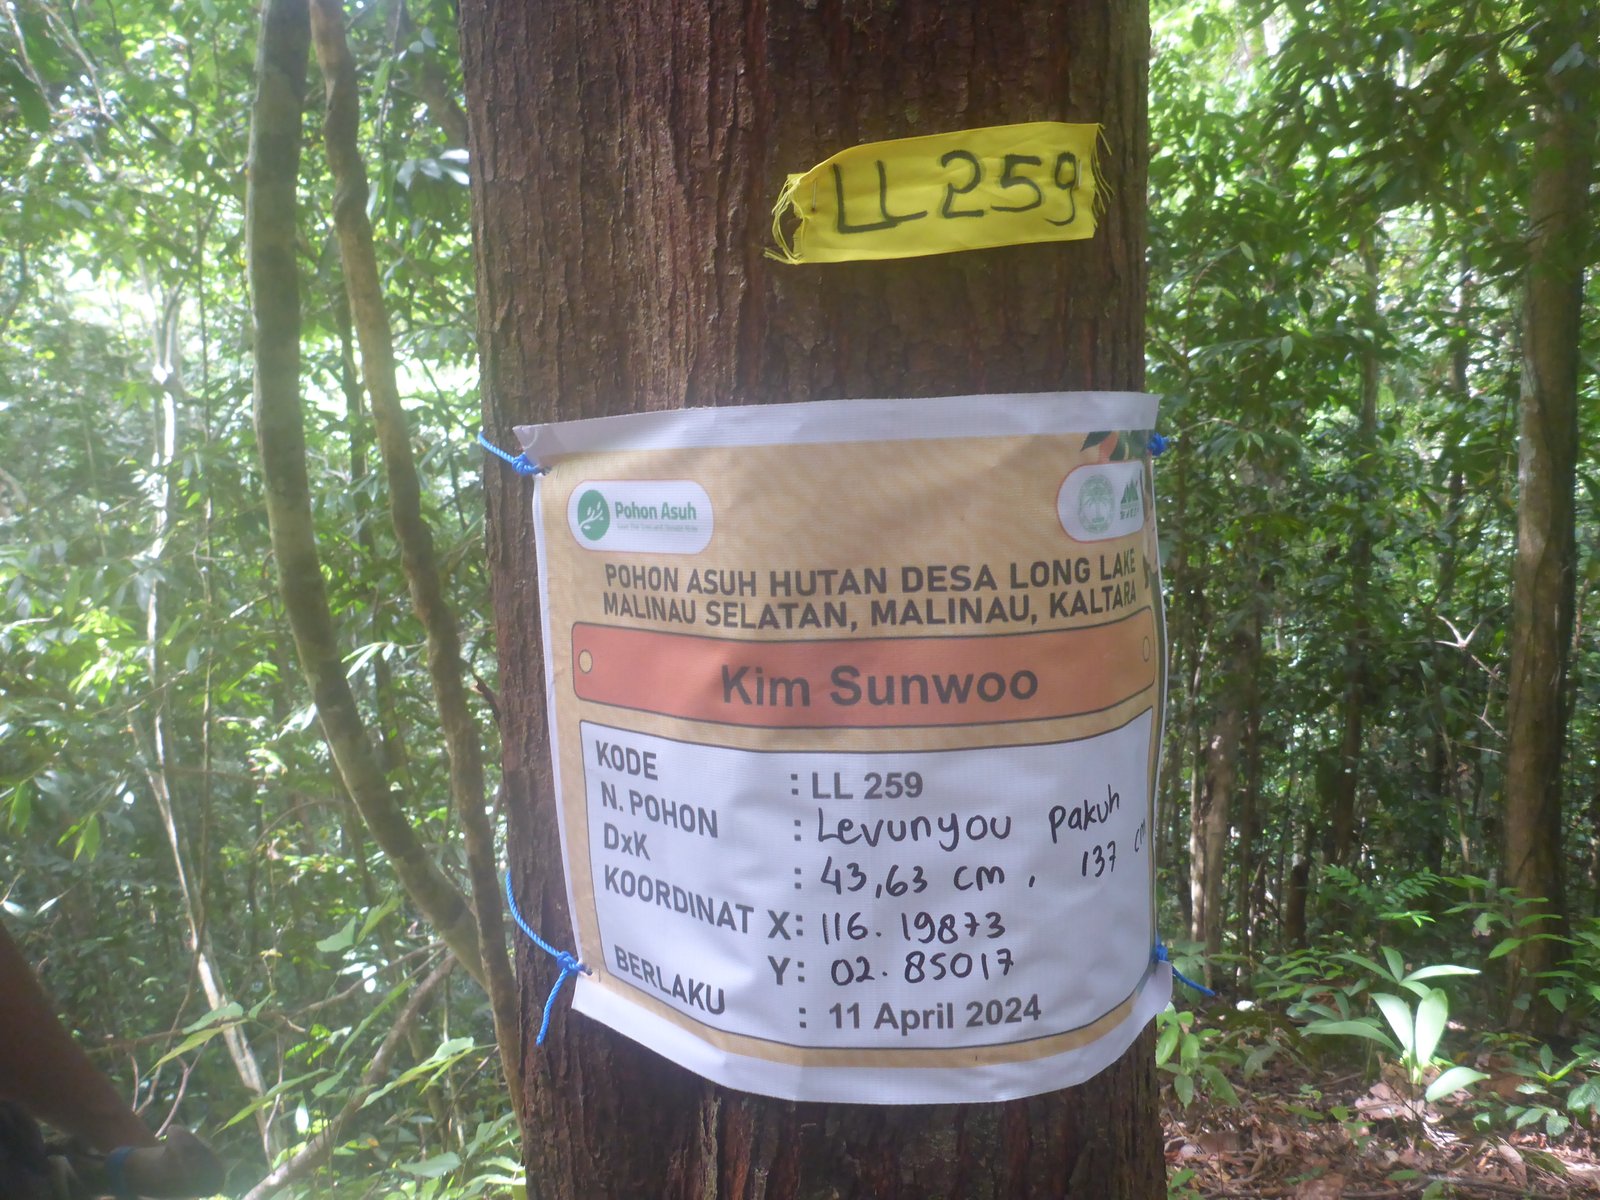 LL 259
Pohon Asuh
POHON ASUH HUTAN DESA LONG LAKE
MALINAU SELATAN, MALINAU, KALTARA
Kim Sunwoo
KODE : LL 259
N. POHON : Levunyou Pakuh
DxK : 43,63 cm, 137 cm
KOORDINAT X: 116. 19873
Y: 02. 85017
BERLAKU : 11 April 2024